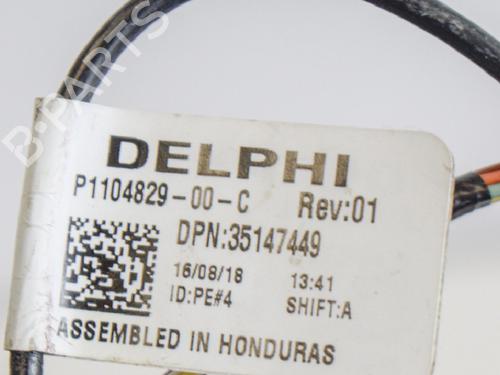 B-PARTS
DELPHI
P1104829-00-C Rev:01
DPN:35147449
16/08/18 13:41
ID:PE#4 SHIFT:A
ASSEMBLED IN HONDURAS